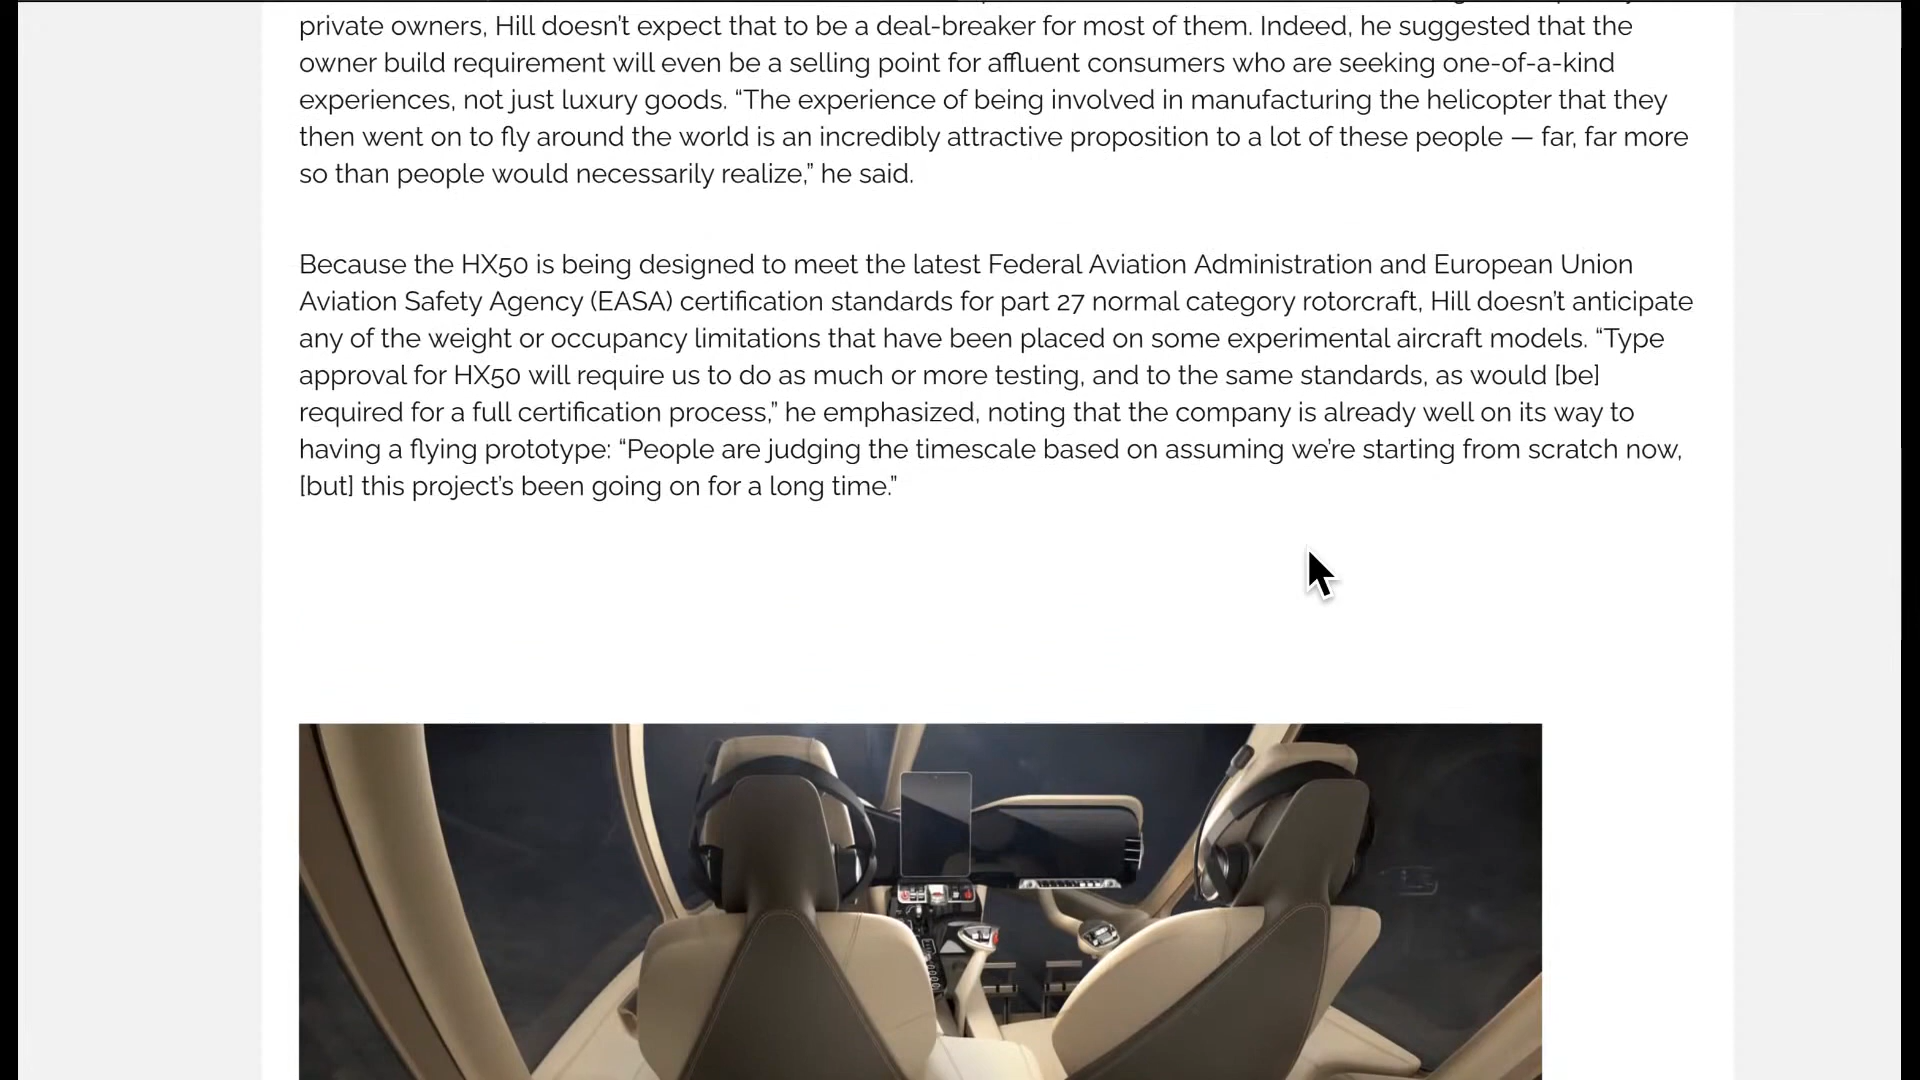 private owners, Hill doesn’t expect that to be a deal-breaker for most of them. Indeed, he suggested that the
owner build requirement will even be a selling point for affluent consumers who are seeking one-of-a-kind
experiences, not just luxury goods. “The experience of being involved in manufacturing the helicopter that they
then went on to fly around the world is an incredibly attractive proposition to a lot of these people — far, far more
so than people would necessarily realize,” he said.
Because the HX50 is being designed to meet the latest Federal Aviation Administration and European Union
Aviation Safety Agency (EASA) certification standards for part 27 normal category rotorcraft, Hill doesn’t anticipate
any of the weight or occupancy limitations that have been placed on some experimental aircraft models. “Type
approval for HX50 will require us to do as much or more testing, and to the same standards, as would [be]
required for a full certification process,” he emphasized, noting that the company is already well on its way to
having a flying prototype: “People are judging the timescale based on assuming we’re starting from scratch now,
[but] this project’s been going on for a long time.”